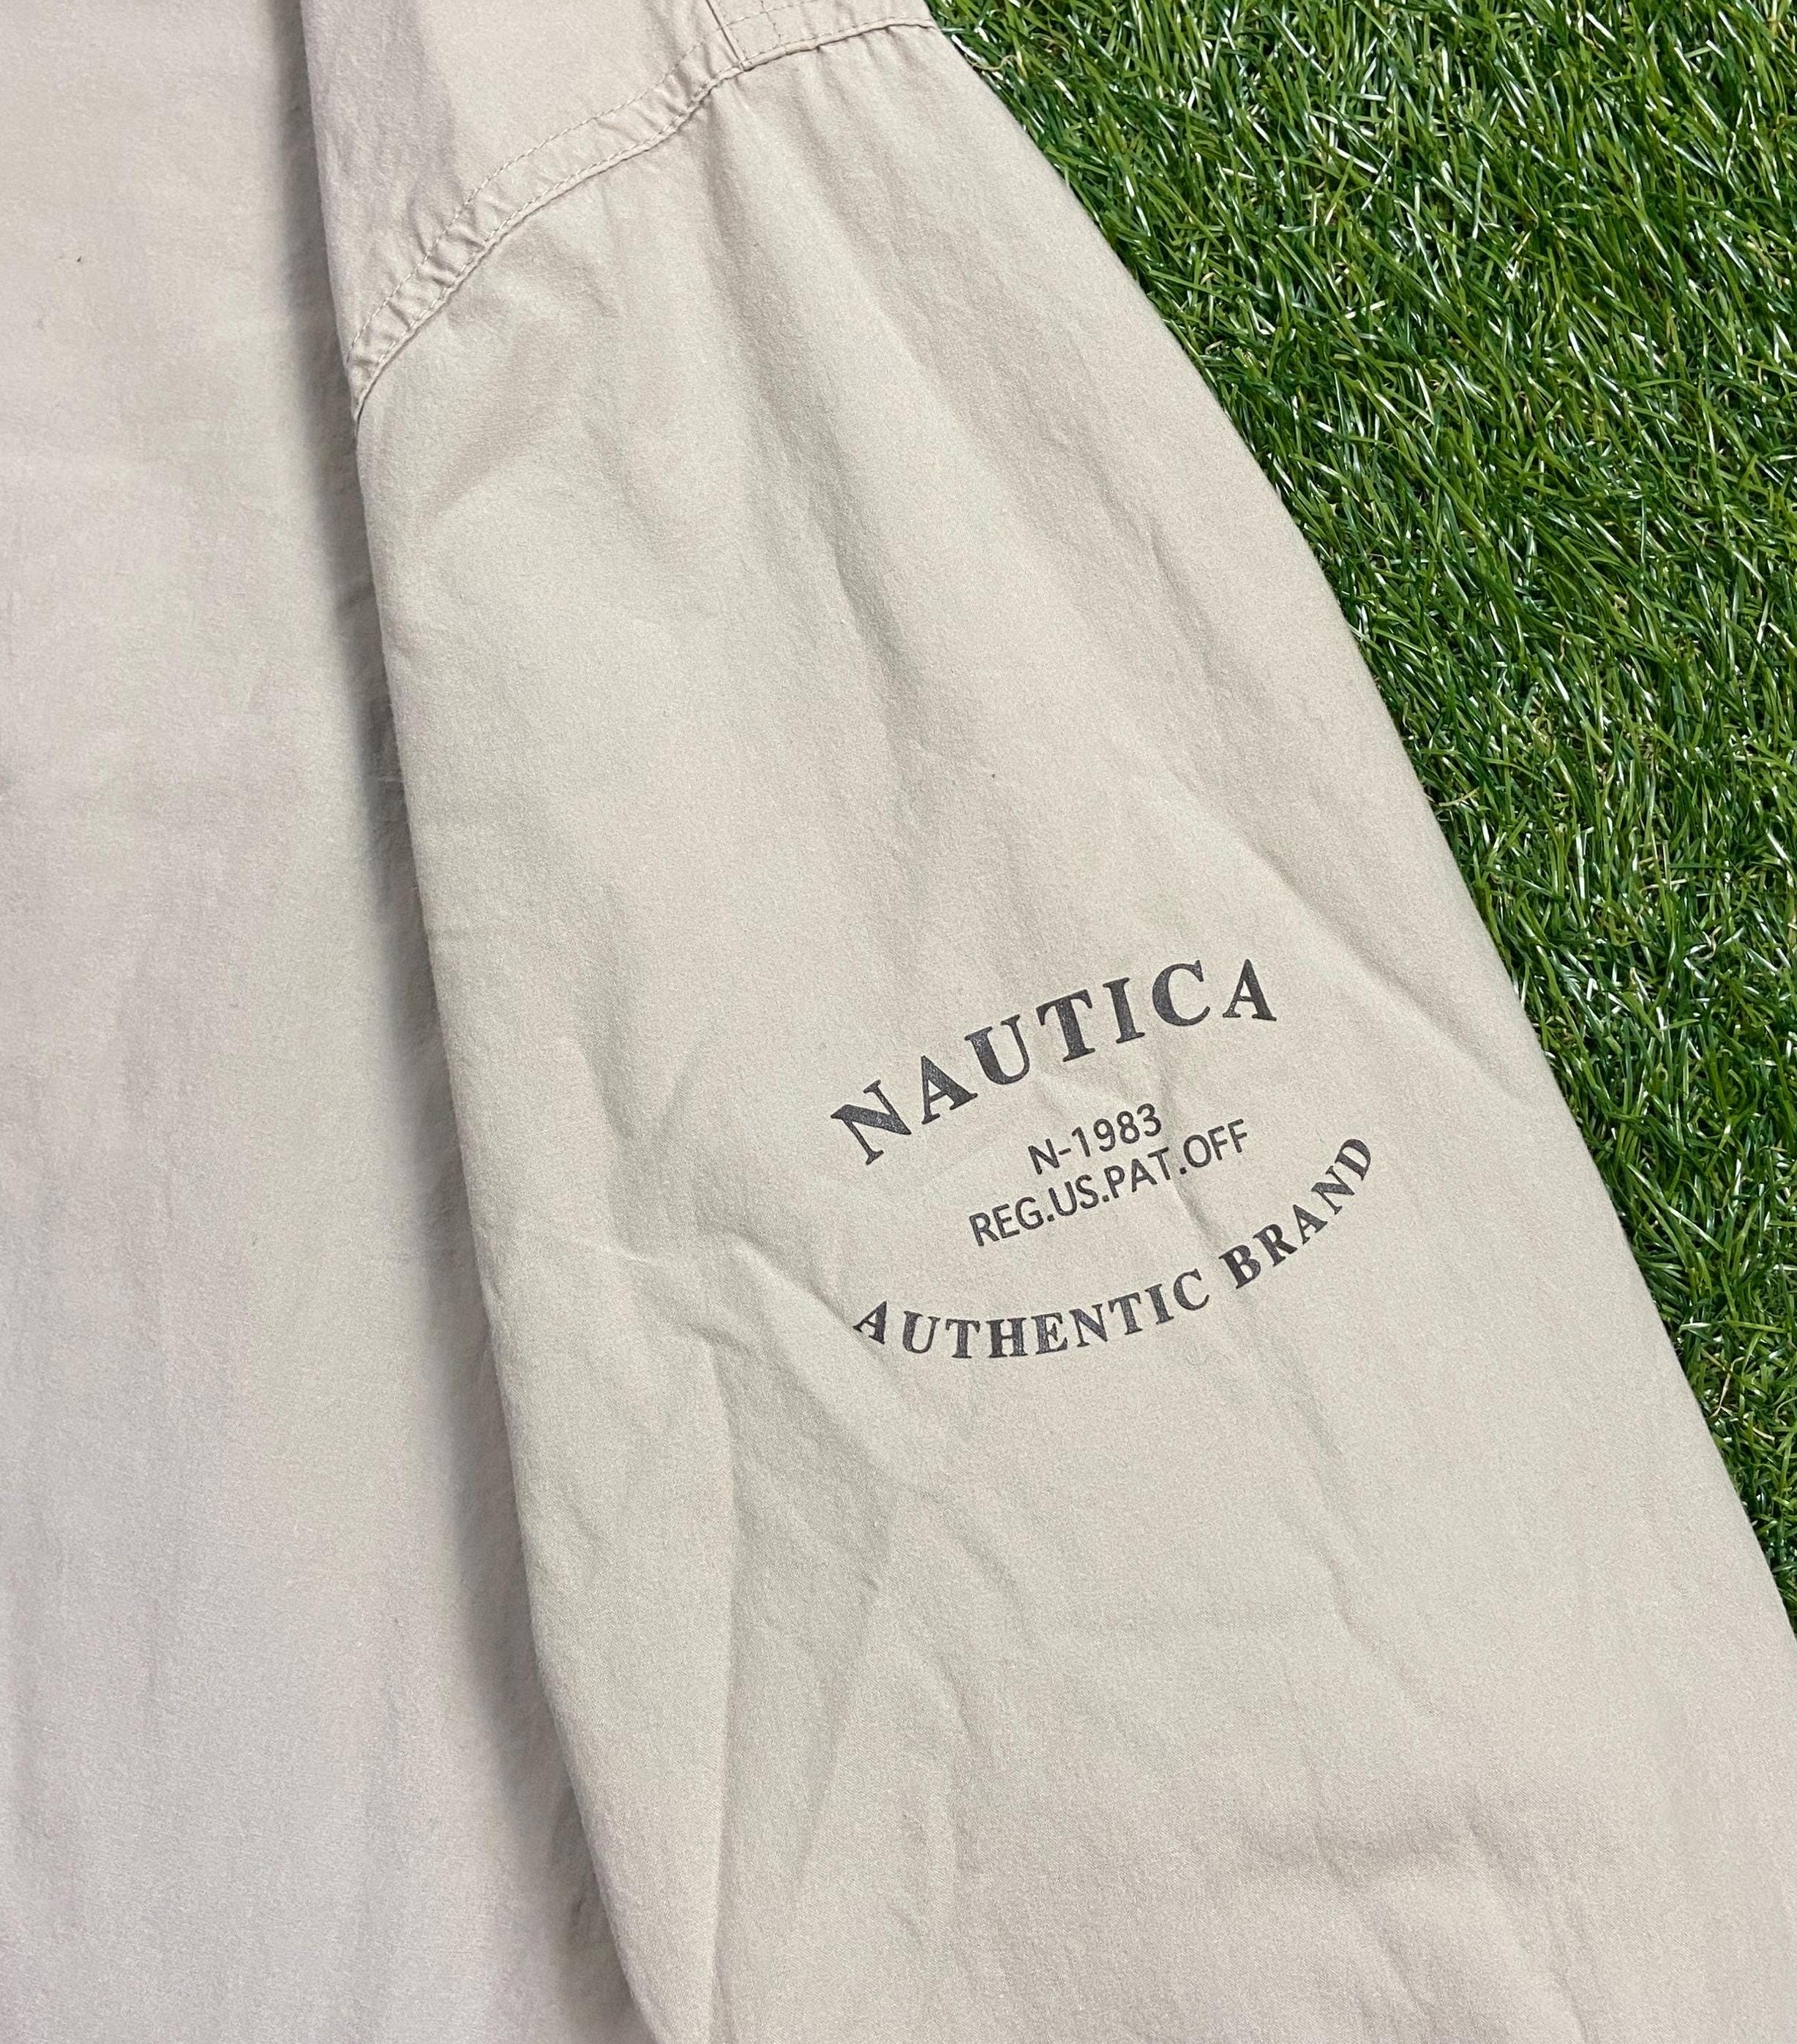 NAUTICA
N-1983
REG.US.PAT.OFF
AUTHENTIC BRAND